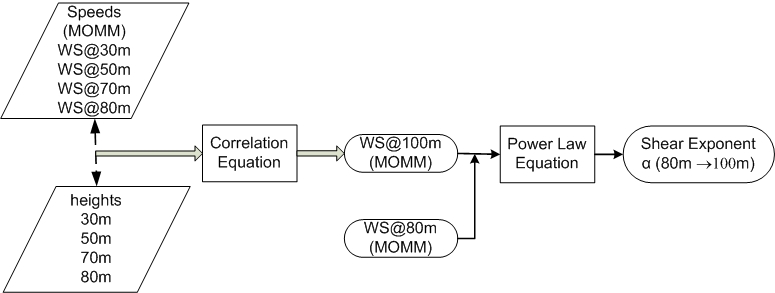 Speeds
(MOMM)
WS@30m
WS@50m
WS@70m
WS@80m
heights
30m
50m
70m
80m
Correlation
Equation
WS@100m
(MOMM)
WS@80m
(MOMM)
Power Law
Equation
Shear Exponent
α (80m →100m)